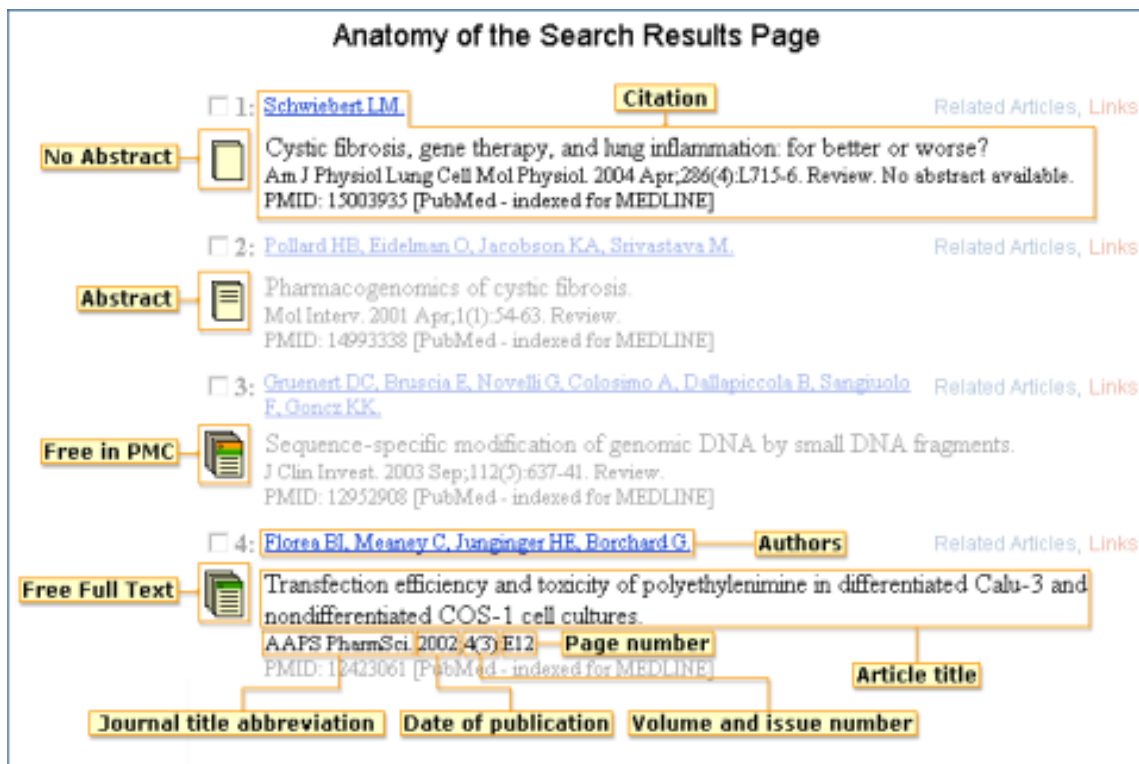 Anatomy of the Search Results Page
1: Schwiebert LM.
Citation
Related Articles, Links
No Abstract
Cystic fibrosis, gene therapy, and lung inflammation: for better or worse?
Am J Physiol Lung Cell Mol Physiol. 2004 Apr;286(4):L715-6. Review. No abstract available.
PMID: 15003935 [PubMed - indexed for MEDLINE]
2: Pollard HB, Eidelman O, Jacobson KA, Srivastava M.
Related Articles, Links
Abstract
Pharmacogenomics of cystic fibrosis.
Mol Interv. 2001 Apr;1(1):54-63. Review.
PMID: 14993338 [PubMed - indexed for MEDLINE]
3: Gruenert DC, Bruscia E, Novelli G, Colosimo A, Dallapiccola B, Sangiuolo
F, Goncz KK.
Related Articles, Links
Free in PMC
Sequence-specific modification of genomic DNA by small DNA fragments.
J Clin Invest. 2003 Sep;112(5):637-41. Review.
PMID: 12952908 [PubMed - indexed for MEDLINE]
4: Florea BI, Meaney C, Junginger HE, Borchard G.
Authors
Related Articles, Links
Free Full Text
Transfection efficiency and toxicity of polyethylenimine in differentiated Calu-3 and
nondifferentiated COS-1 cell cultures.
AAPS PharmSci. 2002;4(3):E12
Page number
PMID: 12423061 [PubMed - indexed for MEDLINE]
Article title
Journal title abbreviation
Date of publication
Volume and issue number